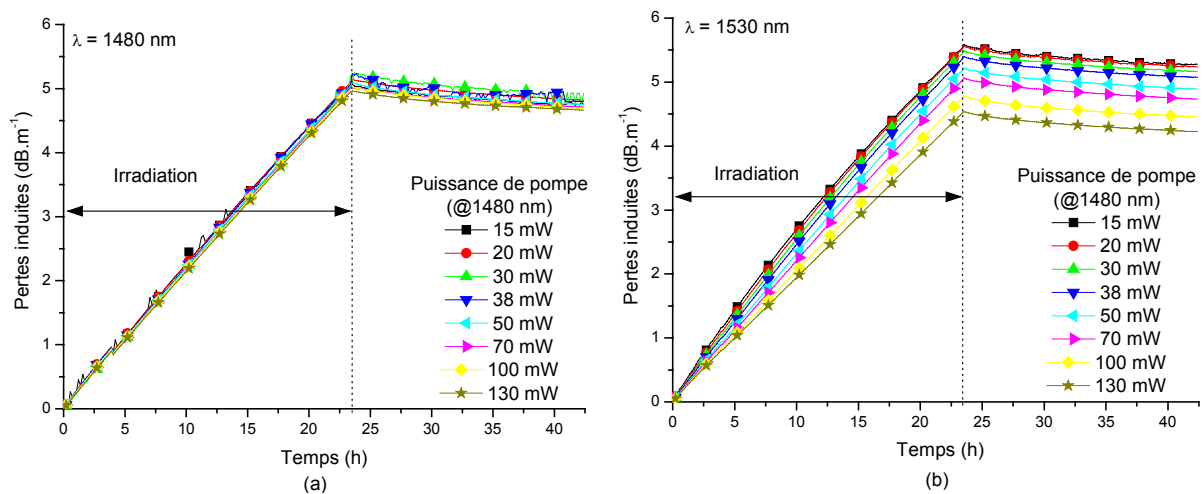 λ = 1480 nm
Pertes induites (dB.m⁻¹)
6
5
4
3
2
1
0
Irradiation
Puissance de pompe
(@1480 nm)
15 mW
20 mW
30 mW
38 mW
50 mW
70 mW
100 mW
130 mW
0 5 10 15 20 25 30 35 40
Temps (h)
(a)
λ = 1530 nm
Pertes induites (dB.m⁻¹)
6
5
4
3
2
1
0
Irradiation
Puissance de pompe
(@1480 nm)
15 mW
20 mW
30 mW
38 mW
50 mW
70 mW
100 mW
130 mW
0 5 10 15 20 25 30 35 40
Temps (h)
(b)